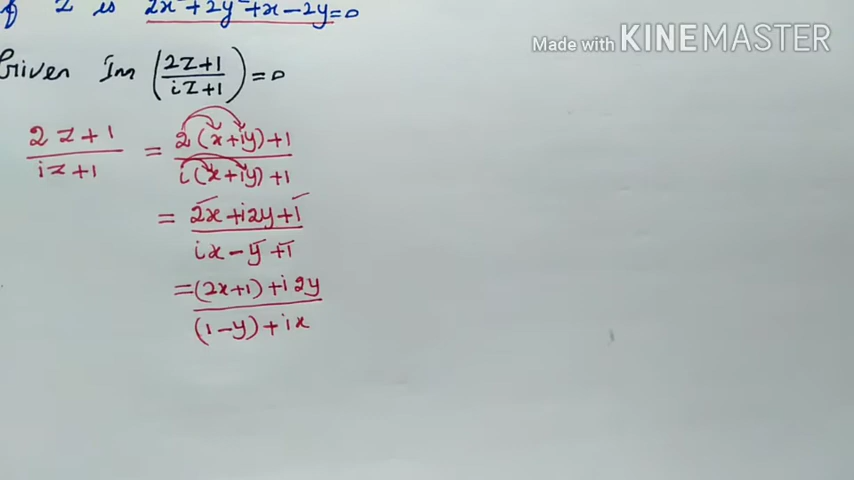 Z is 2x²+2y²+x-2y=0
Made with KINEMASTER
Given Im (2Z+1/iZ+1) =0
2Z+1/iZ+1 = 2(x+iy)+1/i(x+iy)+1
= 2x+i2y+1/ix-y+1
= (2x+1)+i2y/(1-y)+ix